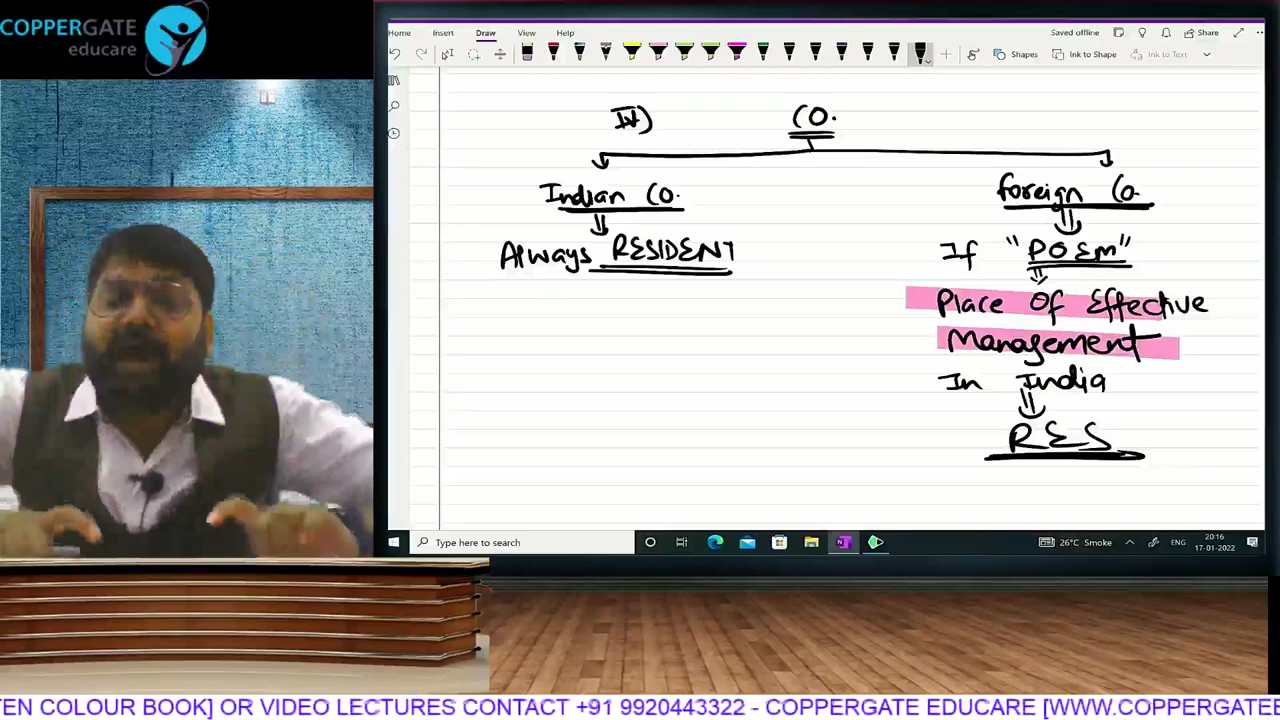 COPPERGATE
educare
Home Insert Draw View Help
Saved offline
Share
Shapes
Ink to Shape
Ink to Text
IV) CO.
Indian CO.
Foreign CO.
Always RESIDENT
If "POEM"
Place Of Effective
Management
In India
RES
Type here to search
26°C Smoke
ENG
20:16
17-01-2022
TEN COLOUR BOOK] OR VIDEO LECTURES CONTACT +91 9920443322 - COPPERGATE EDUCARE [WWW.COPPERGATE